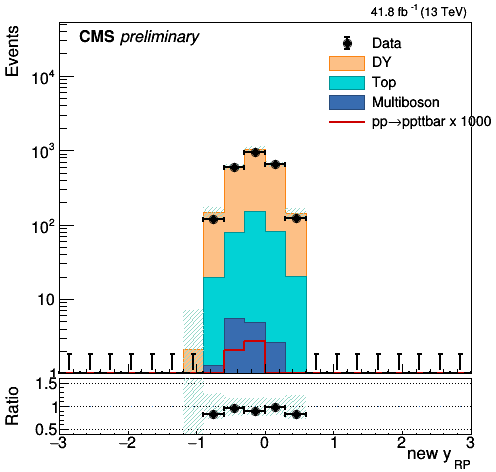 41.8 fb⁻¹ (13 TeV)
CMS preliminary
Events
Data
DY
Top
Multiboson
pp→ppttbar x 1000
10⁴
10³
10²
10
1
Ratio
1.5
1
0.5
−3 −2 −1 0 1 2 3
new y_RP